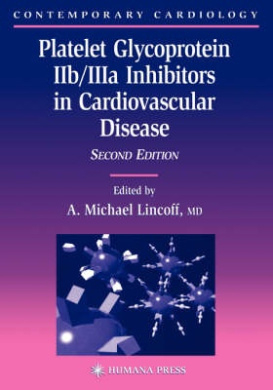 CONTEMPORARY CARDIOLOGY
Platelet Glycoprotein
IIb/IIIa Inhibitors
in Cardiovascular
Disease
SECOND EDITION
Edited by
A. Michael Lincoff, MD
HUMANA PRESS